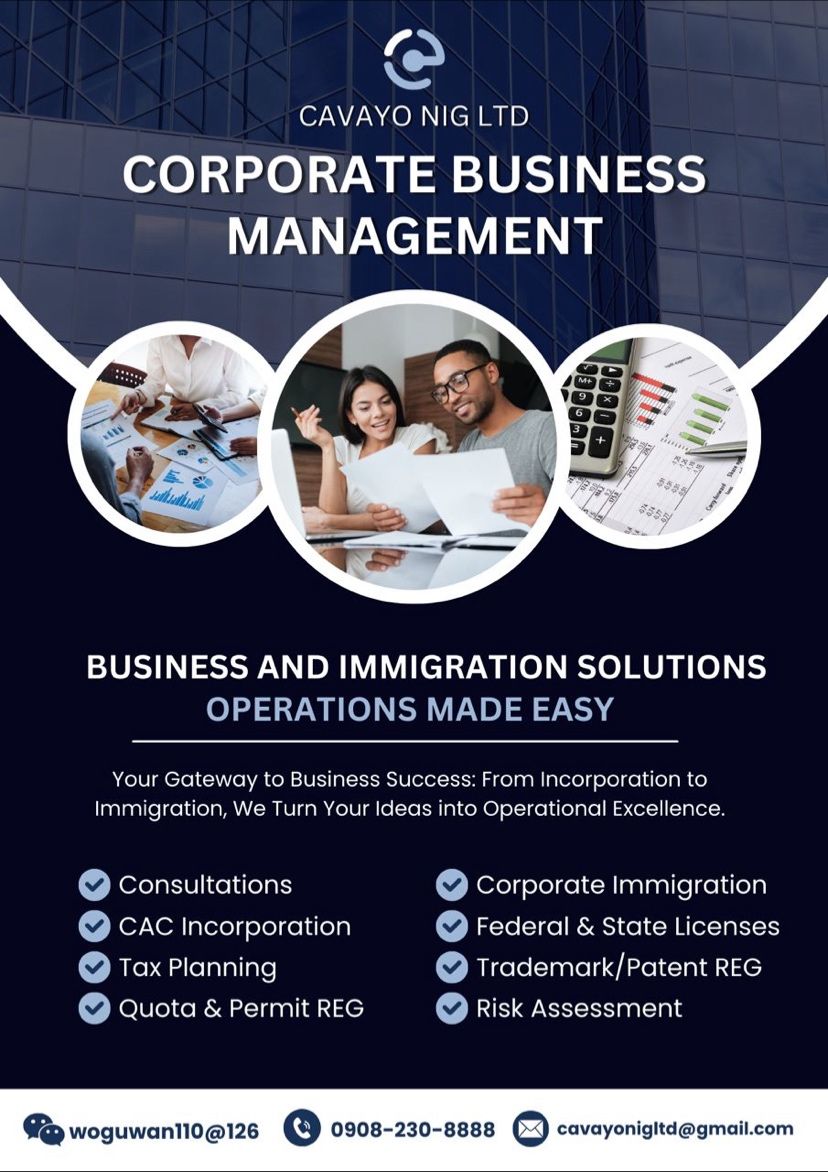 CAVAYO NIG LTD
CORPORATE BUSINESS
MANAGEMENT
BUSINESS AND IMMIGRATION SOLUTIONS
OPERATIONS MADE EASY
Your Gateway to Business Success: From Incorporation to
Immigration, We Turn Your Ideas into Operational Excellence.
Consultations
CAC Incorporation
Tax Planning
Quota & Permit REG
Corporate Immigration
Federal & State Licenses
Trademark/Patent REG
Risk Assessment
woguwan110@126
0908-230-8888
cavayonigltd@gmail.com